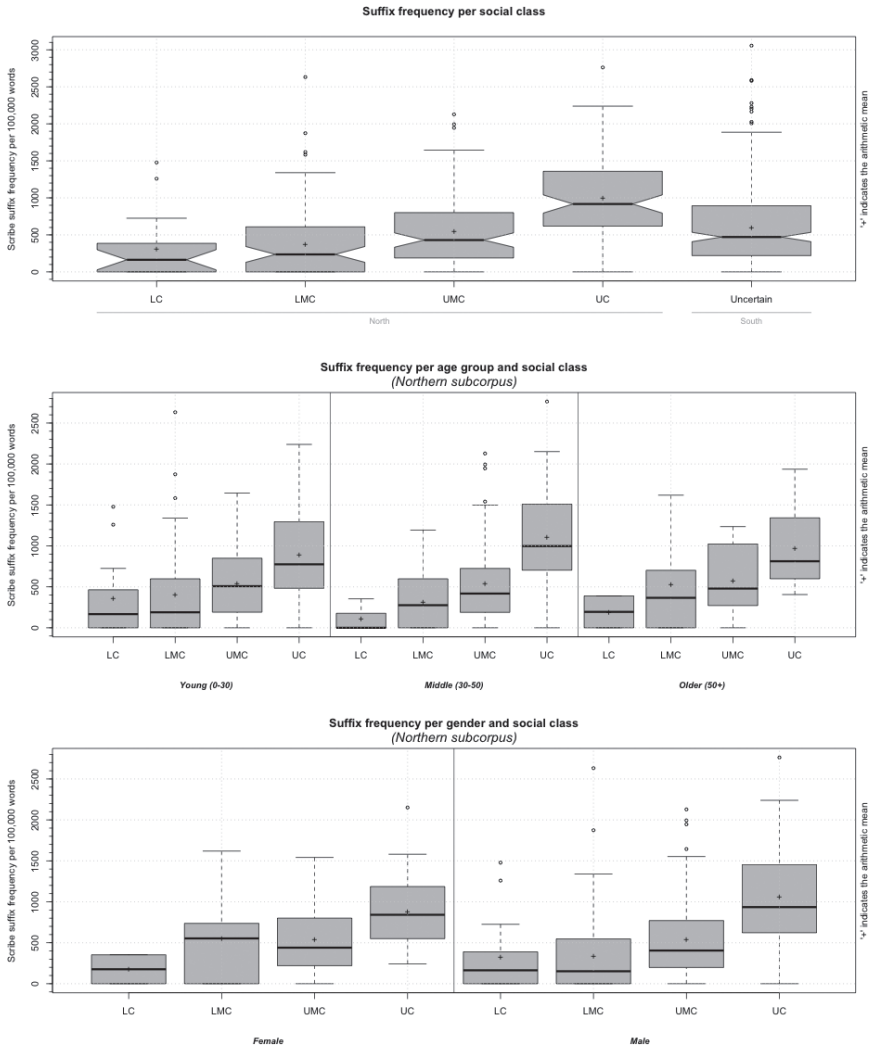 Suffix frequency per social class
Scribe suffix frequency per 100,000 words
3000
2500
2000
1500
1000
500
0
'+' indicates the arithmetic mean
LC LMC UMC UC Uncertain
North South
Suffix frequency per age group and social class
(Northern subcorpus)
Scribe suffix frequency per 100,000 words
2500
2000
1500
1000
500
0
'+' indicates the arithmetic mean
LC LMC UMC UC LC LMC UMC UC LC LMC UMC UC
Young (0-30) Middle (30-50) Older (50+)
Suffix frequency per gender and social class
(Northern subcorpus)
Scribe suffix frequency per 100,000 words
2500
2000
1500
1000
500
0
'+' indicates the arithmetic mean
LC LMC UMC UC LC LMC UMC UC
Female Male